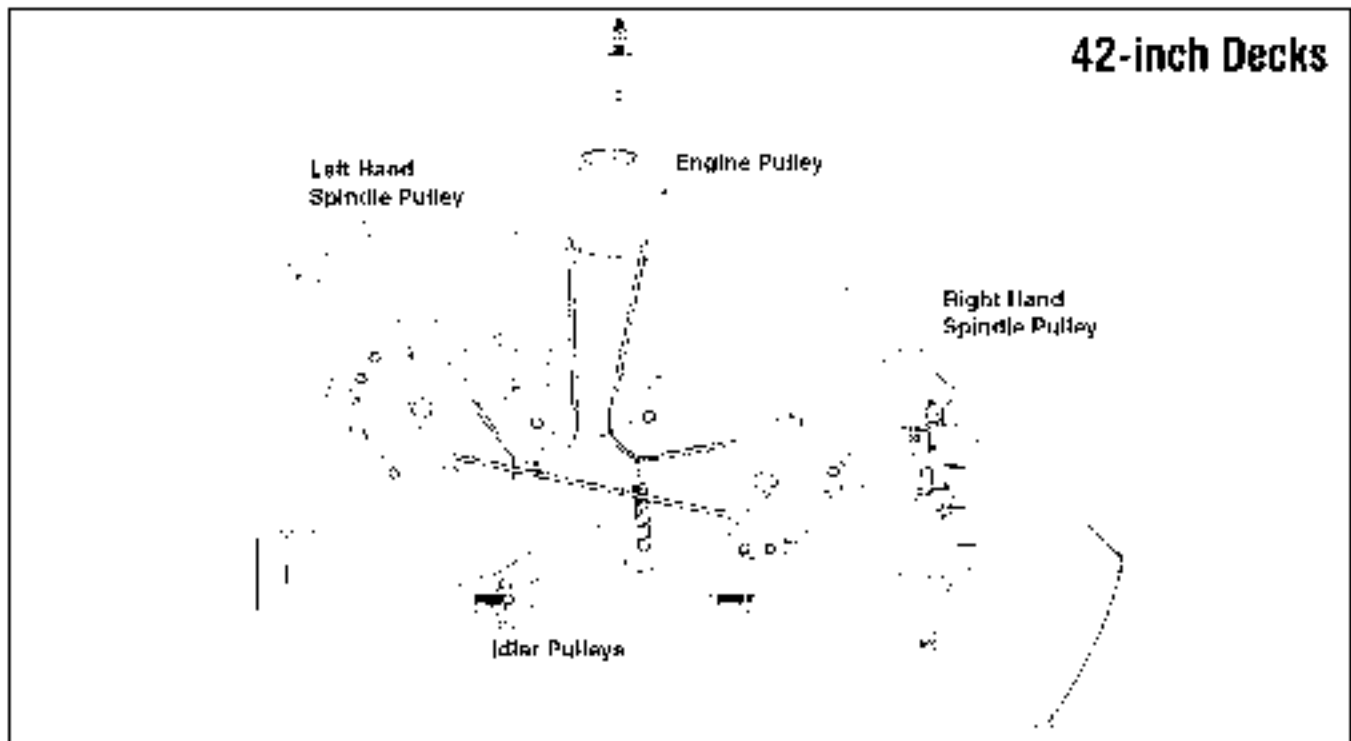 42-inch Decks
Engine Pulley
Left Hand
Spindle Pulley
Right Hand
Spindle Pulley
Idler Pulleys